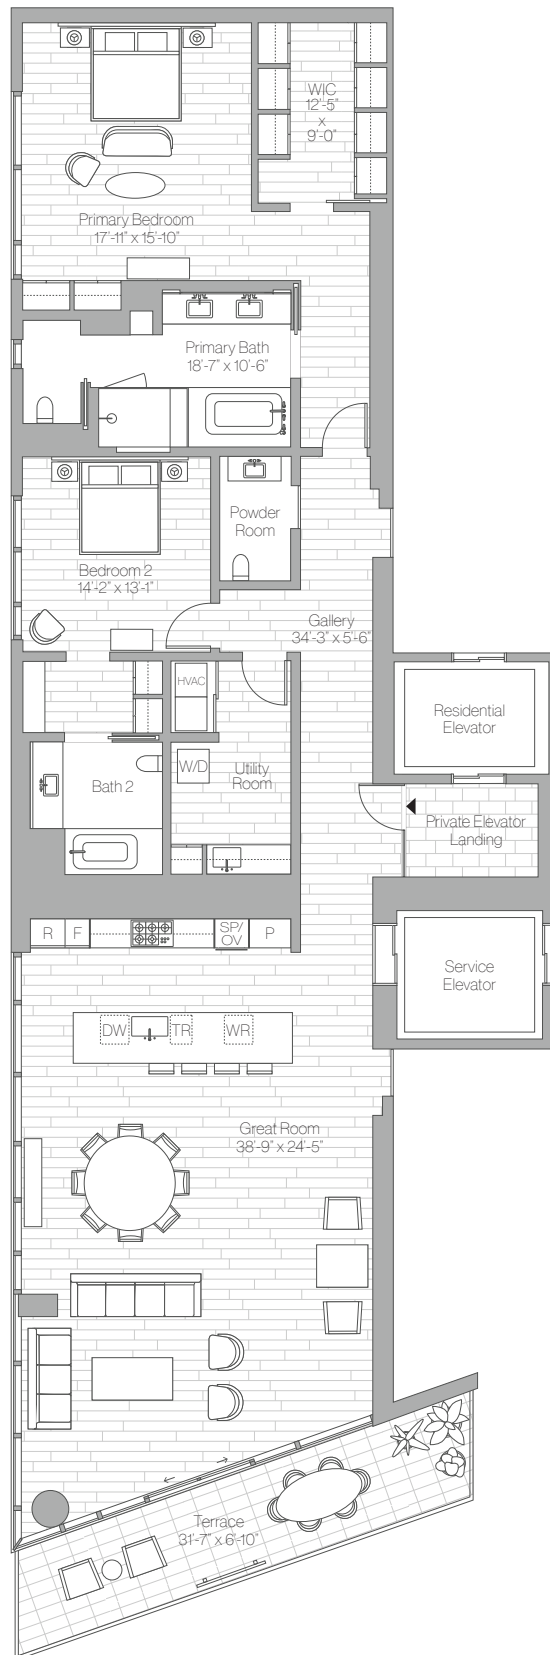 WIC
12'-5"
x
9'-0"
Primary Bedroom
17'-11" x 15'-10"
Primary Bath
18'-7" x 10'-6"
Powder
Room
Bedroom 2
14'-2" x 13'-1"
Gallery
34'-3" x 5'-6"
HVAC
Residential
Elevator
W/D
Utility
Room
Bath 2
Private Elevator
Landing
R F SP/ P
OV
Service
Elevator
DW TR WR
Great Room
38'-9" x 24'-5"
Terrace
31'-7" x 6'-10"